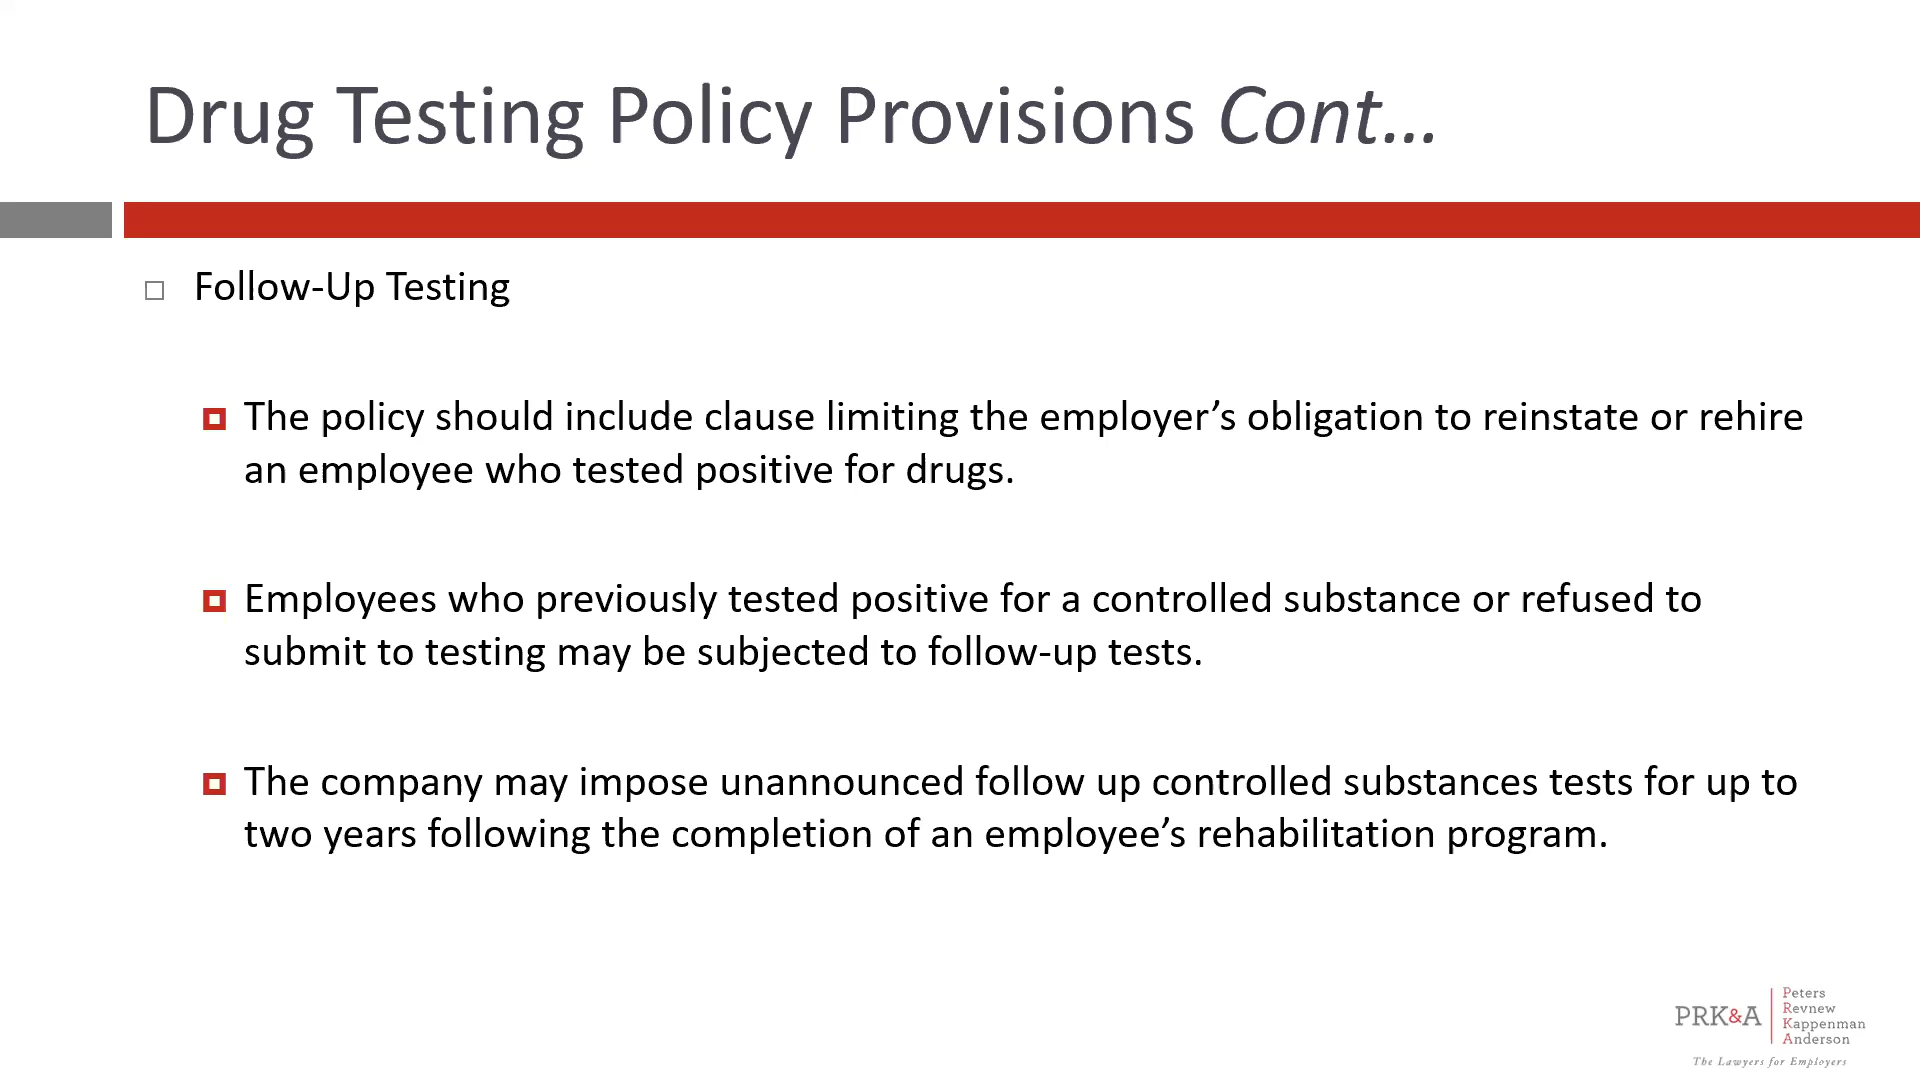 Drug Testing Policy Provisions Cont…
Follow-Up Testing
The policy should include clause limiting the employer’s obligation to reinstate or rehire
an employee who tested positive for drugs.
Employees who previously tested positive for a controlled substance or refused to
submit to testing may be subjected to follow-up tests.
The company may impose unannounced follow up controlled substances tests for up to
two years following the completion of an employee’s rehabilitation program.
PRK&A
Peters
Revnew
Kappenman
Anderson
The Lawyers for Employers